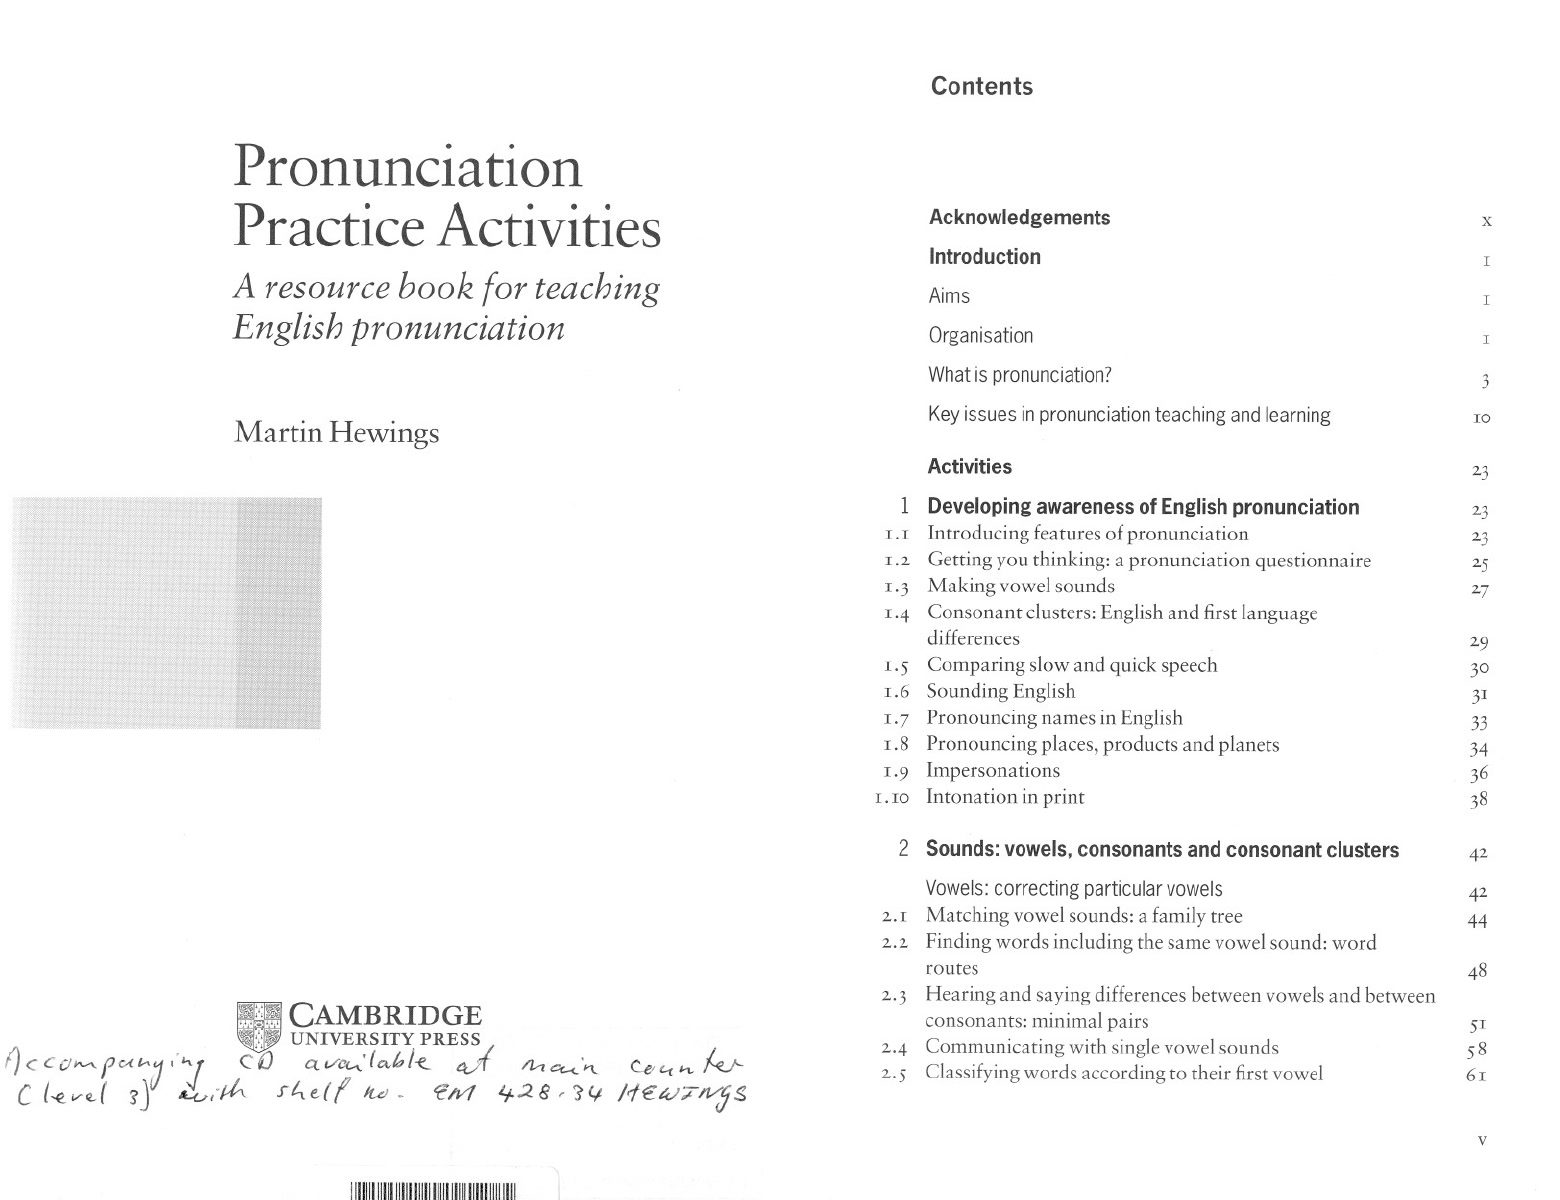 Pronunciation
Practice Activities
A resource book for teaching
English pronunciation
Martin Hewings
CAMBRIDGE
UNIVERSITY PRESS
Accompanying CD available at main counter
(level 3) with shelf no. EM 428.34 HEWINGS
Contents
Acknowledgements x
Introduction 1
Aims 1
Organisation 1
What is pronunciation? 3
Key issues in pronunciation teaching and learning 10
Activities 23
1 Developing awareness of English pronunciation 23
1.1 Introducing features of pronunciation 23
1.2 Getting you thinking: a pronunciation questionnaire 25
1.3 Making vowel sounds 27
1.4 Consonant clusters: English and first language
differences 29
1.5 Comparing slow and quick speech 30
1.6 Sounding English 31
1.7 Pronouncing names in English 33
1.8 Pronouncing places, products and planets 34
1.9 Impersonations 36
1.10 Intonation in print 38
2 Sounds: vowels, consonants and consonant clusters 42
Vowels: correcting particular vowels 42
2.1 Matching vowel sounds: a family tree 44
2.2 Finding words including the same vowel sound: word
routes 48
2.3 Hearing and saying differences between vowels and between
consonants: minimal pairs 51
2.4 Communicating with single vowel sounds 58
2.5 Classifying words according to their first vowel 61
v